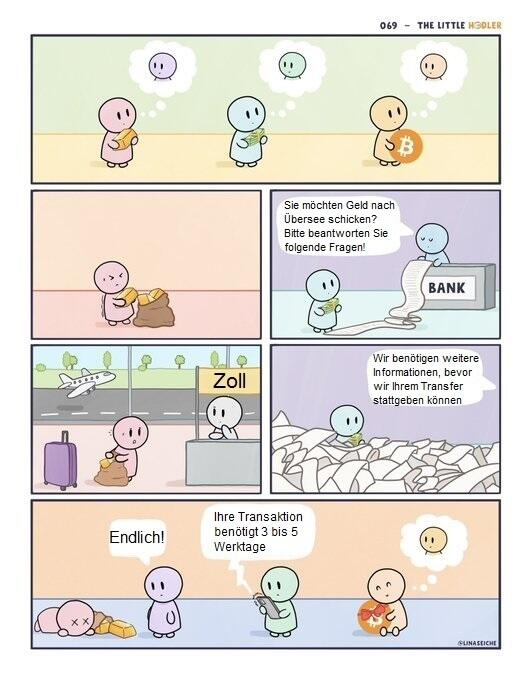 069 - THE LITTLE HODLER
Sie möchten Geld nach
Übersee schicken?
Bitte beantworten Sie
folgende Fragen!
BANK
Zoll
Wir benötigen weitere
Informationen, bevor
wir Ihrem Transfer
stattgeben können
Endlich!
Ihre Transaktion
benötigt 3 bis 5
Werktage
@LINASEICHE